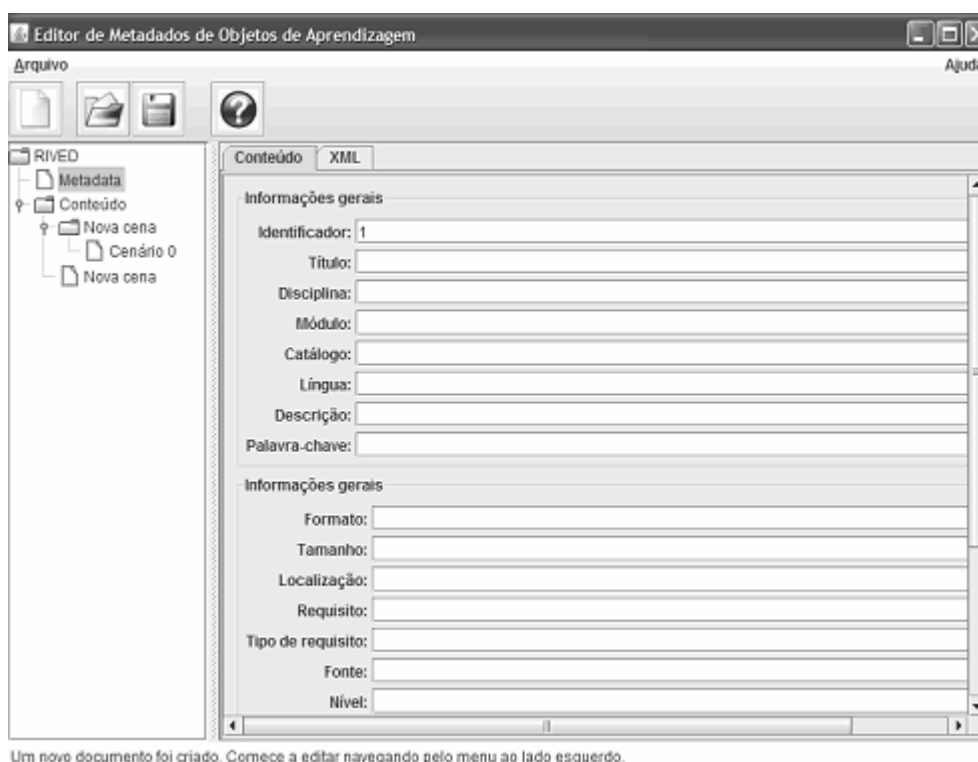 Editor de Metadados de Objetos de Aprendizagem
Arquivo Ajuda
RIVED
Metadata
Conteúdo
Nova cena
Cenário 0
Nova cena
Conteúdo XML
Informações gerais
Identificador: 1
Título:
Disciplina:
Módulo:
Catálogo:
Língua:
Descrição:
Palavra-chave:
Informações gerais
Formato:
Tamanho:
Localização:
Requisito:
Tipo de requisito:
Fonte:
Nível:
Um novo documento foi criado. Comece a editar navegando pelo menu ao lado esquerdo.